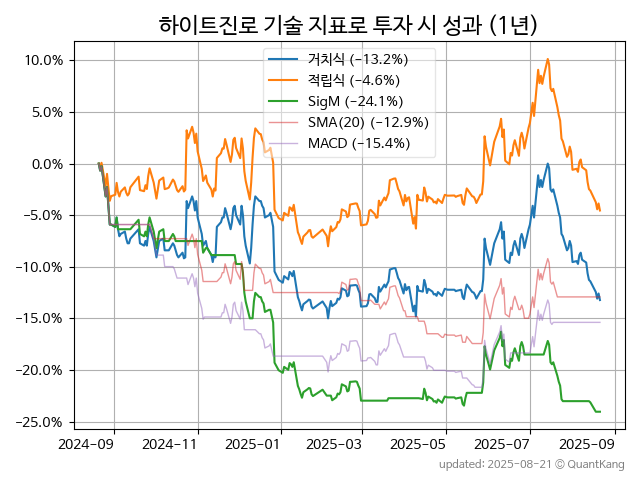 하이트진로 기술 지표로 투자 시 성과 (1년)
거치식 (−13.2%)
적립식 (−4.6%)
SigM (−24.1%)
SMA(20) (−12.9%)
MACD (−15.4%)
10.0%
5.0%
0.0%
−5.0%
−10.0%
−15.0%
−20.0%
−25.0%
2024-09 2024-11 2025-01 2025-03 2025-05 2025-07 2025-09
updated: 2025-08-21 © QuantKang